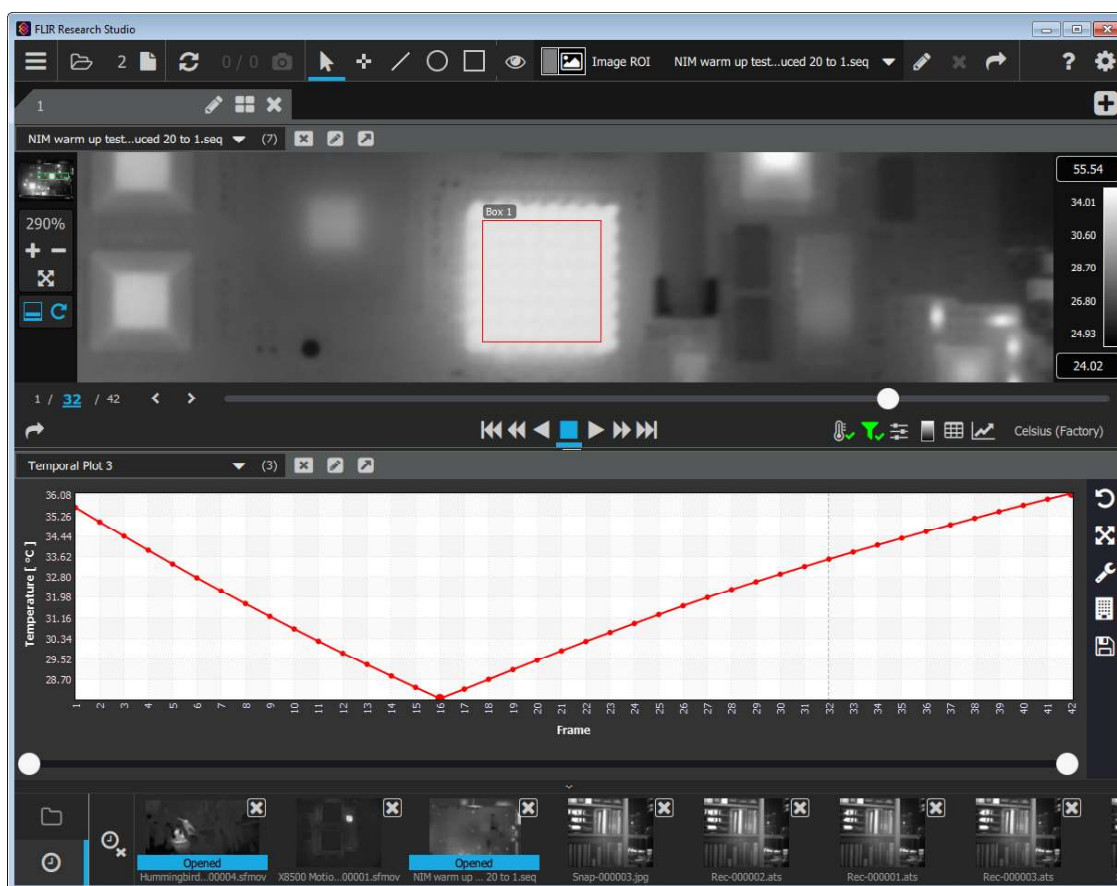 FLIR Research Studio
2 0 / 0 Image ROI NIM warm up test...uced 20 to 1.seq ?
1
NIM warm up test...uced 20 to 1.seq (7)
55.54
Box 1
34.01
290%
30.60
28.70
26.80
24.93
24.02
1 / 32 / 42
Celsius (Factory)
Temporal Plot 3 (3)
36.08
35.26
34.44
33.62
32.80
31.98
31.16
30.34
29.52
28.70
Temperature [ °C ]
1 2 3 4 5 6 7 8 9 10 11 12 13 14 15 16 17 18 19 20 21 22 23 24 25 26 27 28 29 30 31 32 33 34 35 36 37 38 39 40 41 42
Frame
Opened Opened
Hummingbird...00004.sfmov X8500 Motio...00001.sfmov NIM warm up ... 20 to 1.seq Snap-000003.jpg Rec-000002.ats Rec-000001.ats Rec-000003.ats